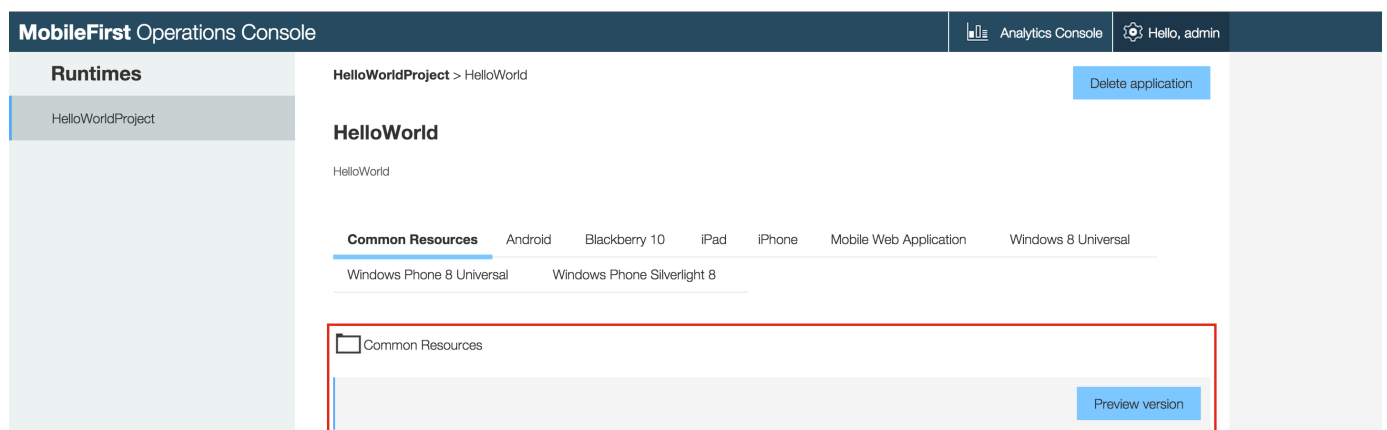 MobileFirst Operations Console Analytics Console Hello, admin
Runtimes
HelloWorldProject
HelloWorldProject > HelloWorld
Delete application
HelloWorld
HelloWorld
Common Resources Android Blackberry 10 iPad iPhone Mobile Web Application Windows 8 Universal
Windows Phone 8 Universal Windows Phone Silverlight 8
Common Resources
Preview version